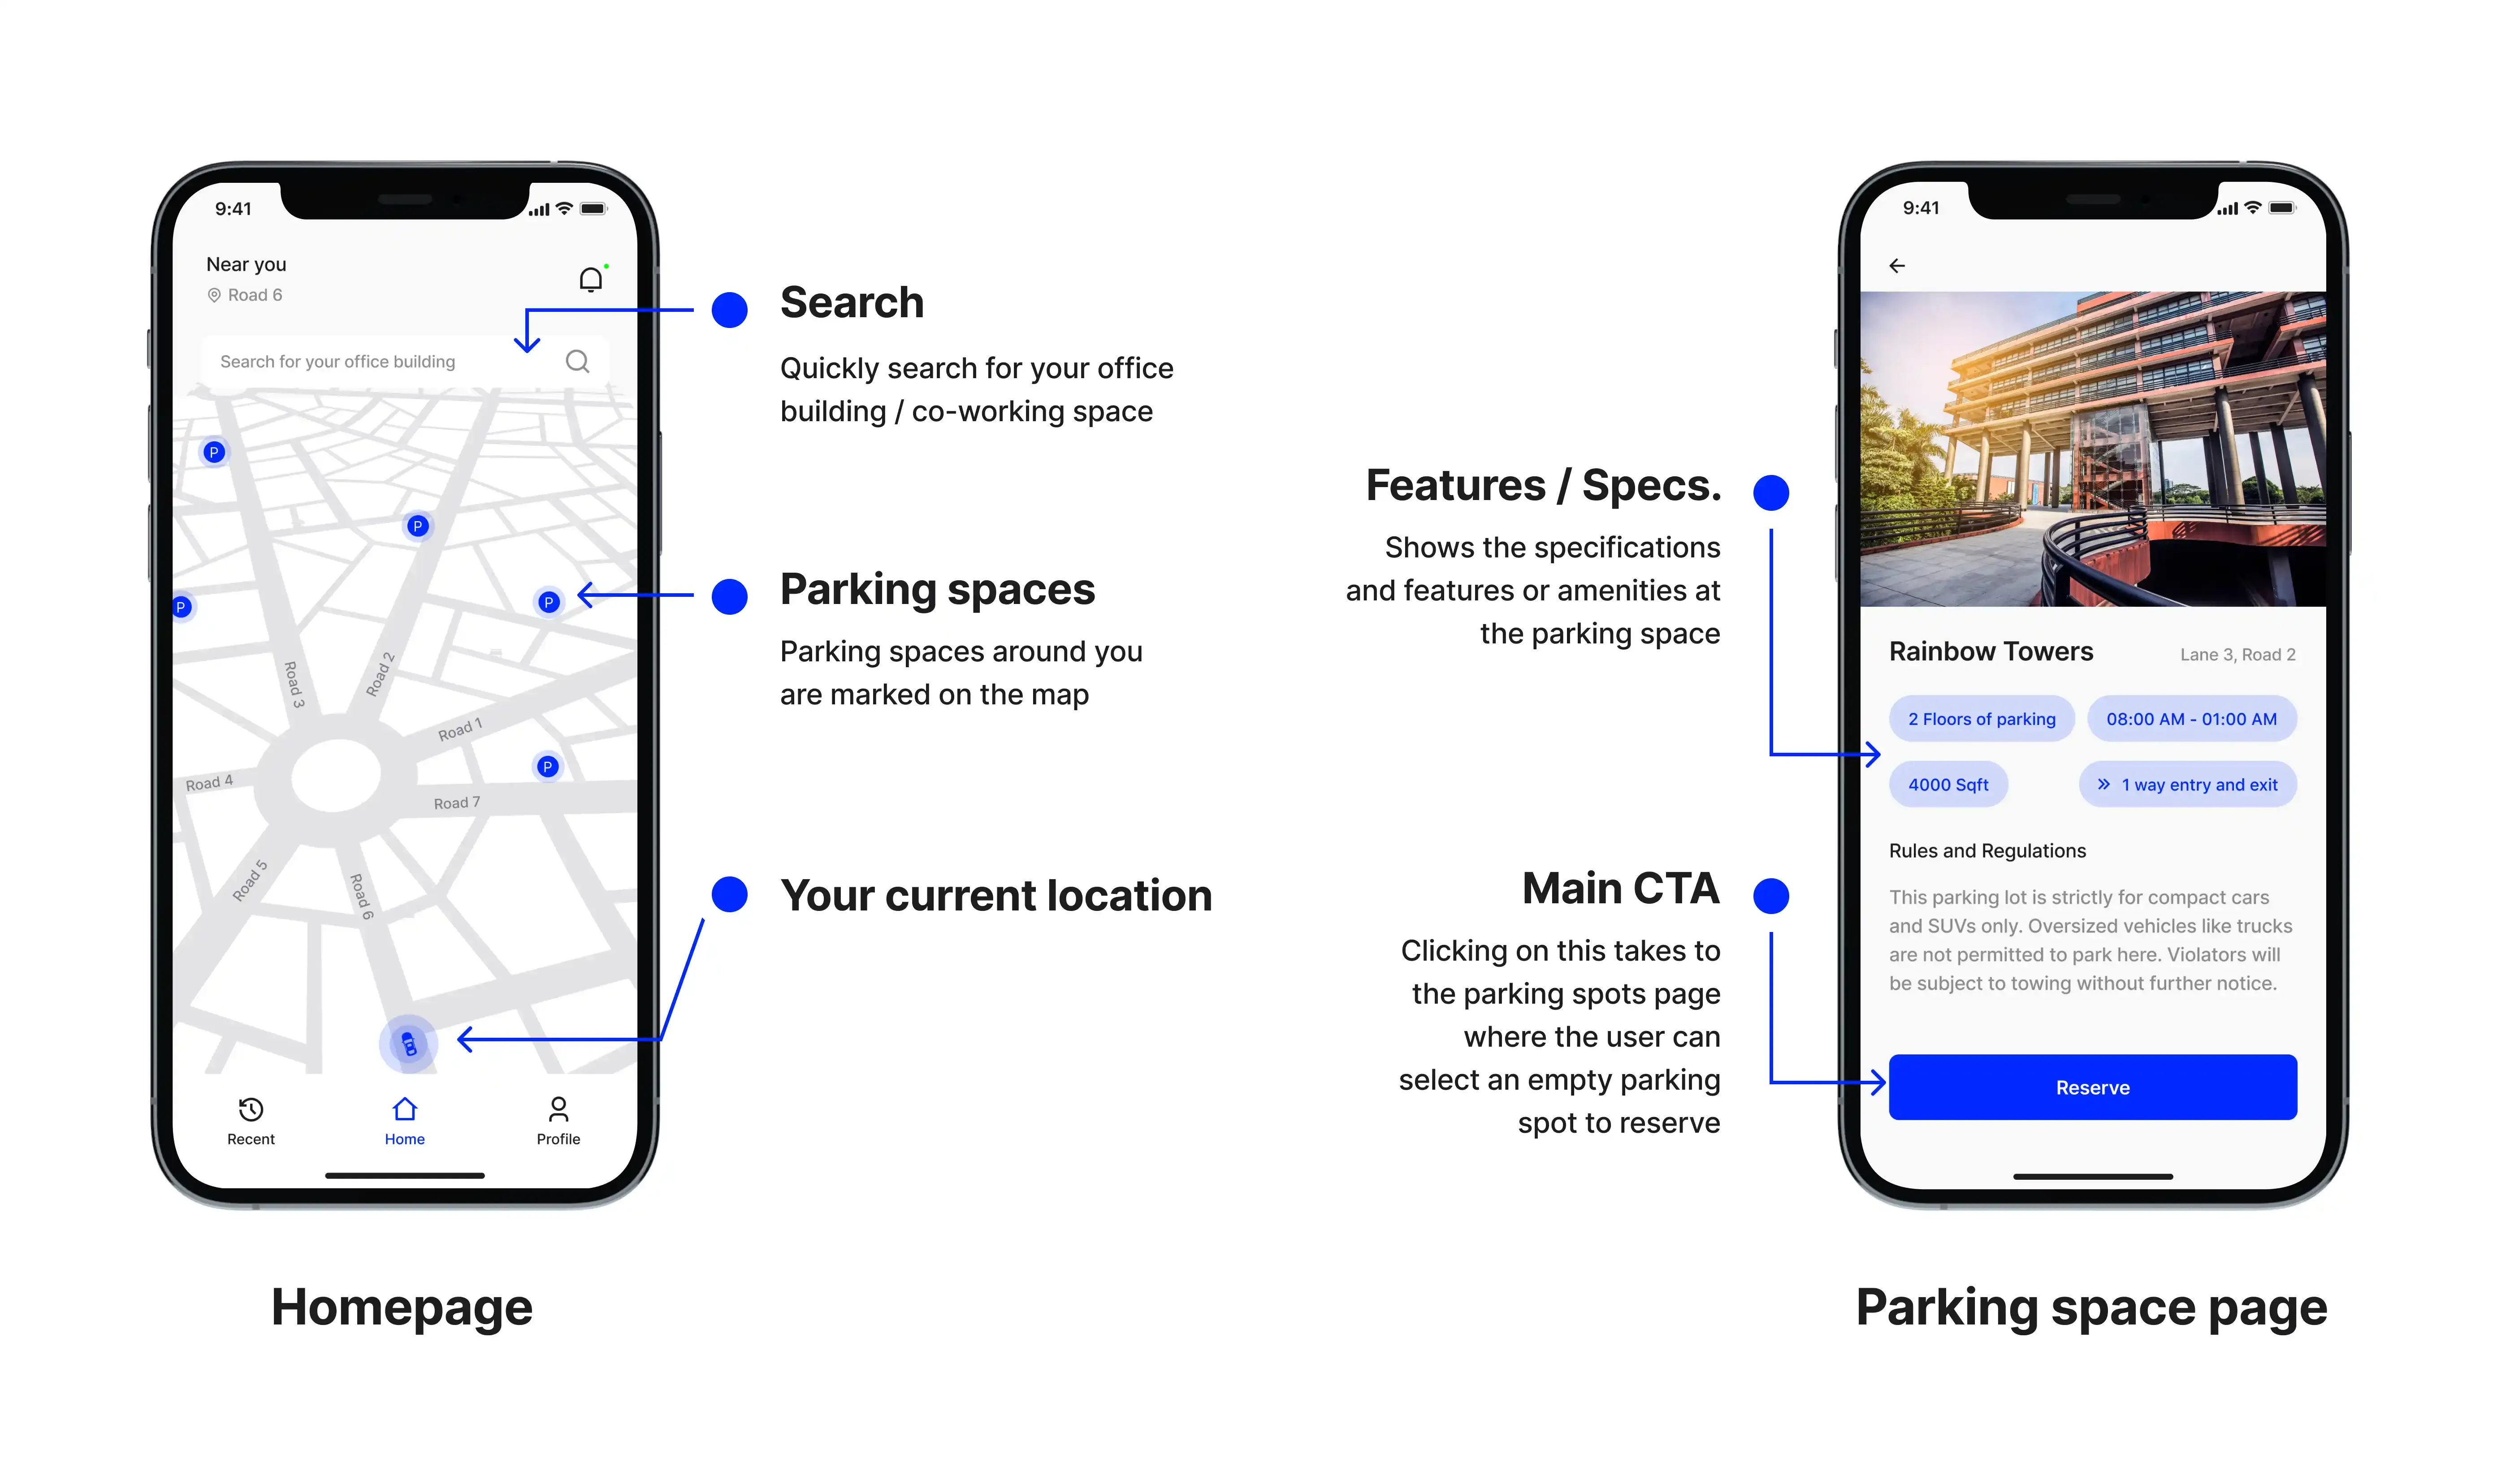 9:41
Near you
Road 6
Search for your office building
P
P
P
P
P
Road 3
Road 2
Road 1
Road 4
Road 7
Road 5
Road 6
Recent
Home
Profile
Homepage
Search
Quickly search for your office
building / co-working space
Parking spaces
Parking spaces around you
are marked on the map
Your current location
Features / Specs.
Shows the specifications
and features or amenities at
the parking space
Main CTA
Clicking on this takes to
the parking spots page
where the user can
select an empty parking
spot to reserve
9:41
Rainbow Towers
Lane 3, Road 2
2 Floors of parking
08:00 AM - 01:00 AM
4000 Sqft
1 way entry and exit
Rules and Regulations
This parking lot is strictly for compact cars
and SUVs only. Oversized vehicles like trucks
are not permitted to park here. Violators will
be subject to towing without further notice.
Reserve
Parking space page